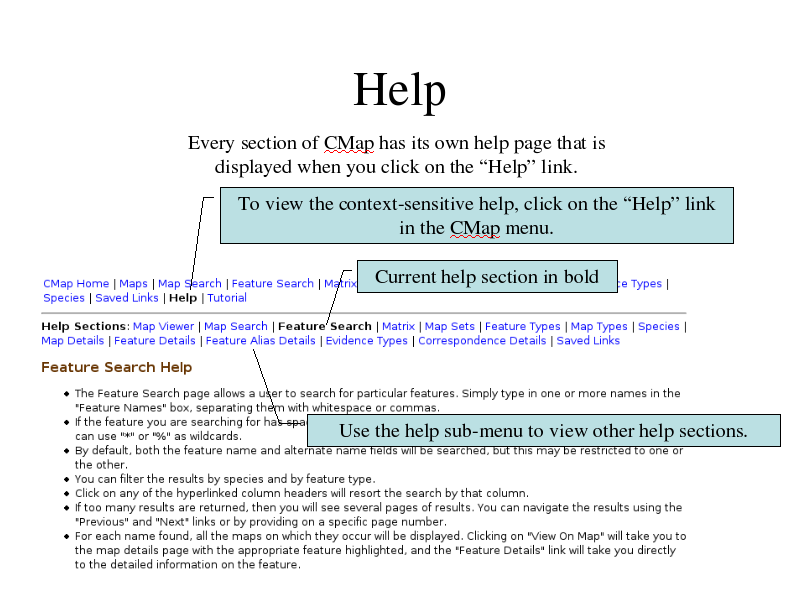 Help
Every section of CMap has its own help page that is
displayed when you click on the “Help” link.
To view the context-sensitive help, click on the “Help” link
in the CMap menu.
Current help section in bold
CMap Home | Maps | Map Search | Feature Search | Matrix
Types |
Species | Saved Links | Help | Tutorial
Help Sections: Map Viewer | Map Search | Feature Search | Matrix | Map Sets | Feature Types | Map Types | Species |
Map Details | Feature Details | Feature Alias Details | Evidence Types | Correspondence Details | Saved Links
Feature Search Help
The Feature Search page allows a user to search for particular features. Simply type in one or more names in the
"Feature Names" box, separating them with whitespace or commas.
If the feature you are searching for has
Use the help sub-menu to view other help sections.
can use "*" or "%" as wildcards.
By default, both the feature name and alternate name fields will be searched, but this may be restricted to one or
the other.
You can filter the results by species and by feature type.
Click on any of the hyperlinked column headers will resort the search by that column.
If too many results are returned, then you will see several pages of results. You can navigate the results using the
"Previous" and "Next" links or by providing on a specific page number.
For each name found, all the maps on which they occur will be displayed. Clicking on "View On Map" will take you to
the map details page with the appropriate feature highlighted, and the "Feature Details" link will take you directly
to the detailed information on the feature.